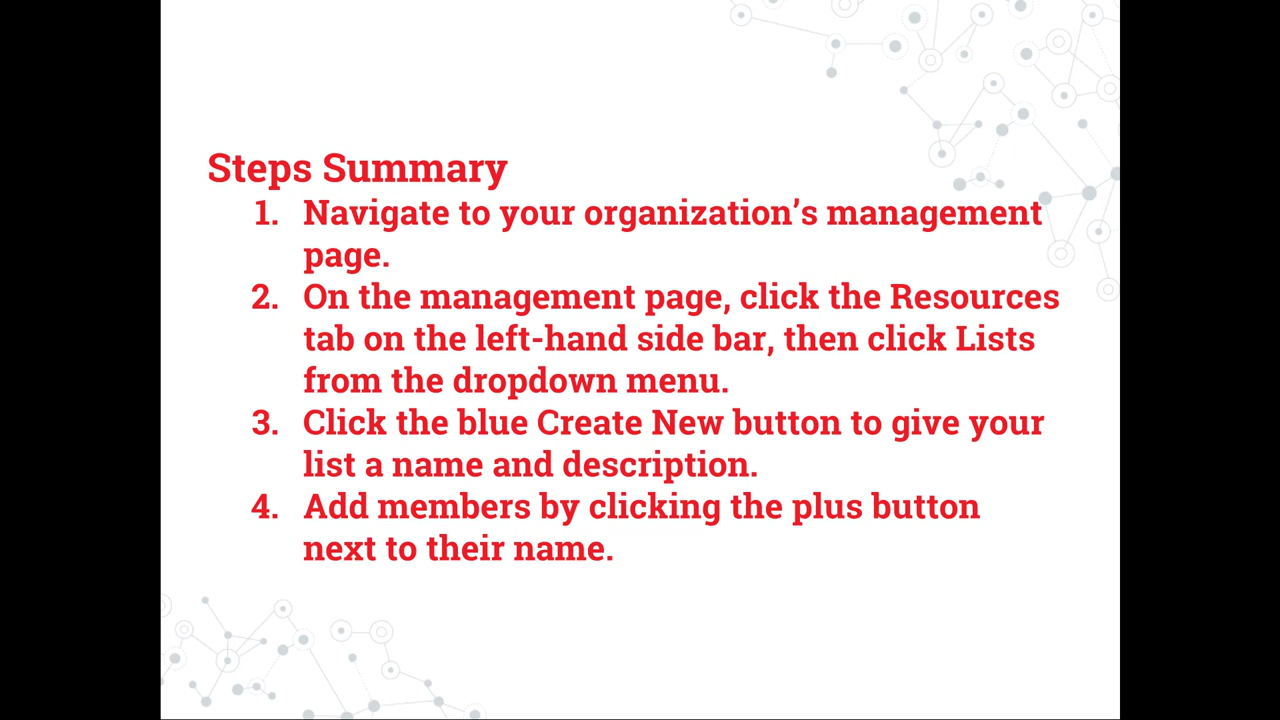 Steps Summary
1. Navigate to your organization’s management
page.
2. On the management page, click the Resources
tab on the left-hand side bar, then click Lists
from the dropdown menu.
3. Click the blue Create New button to give your
list a name and description.
4. Add members by clicking the plus button
next to their name.